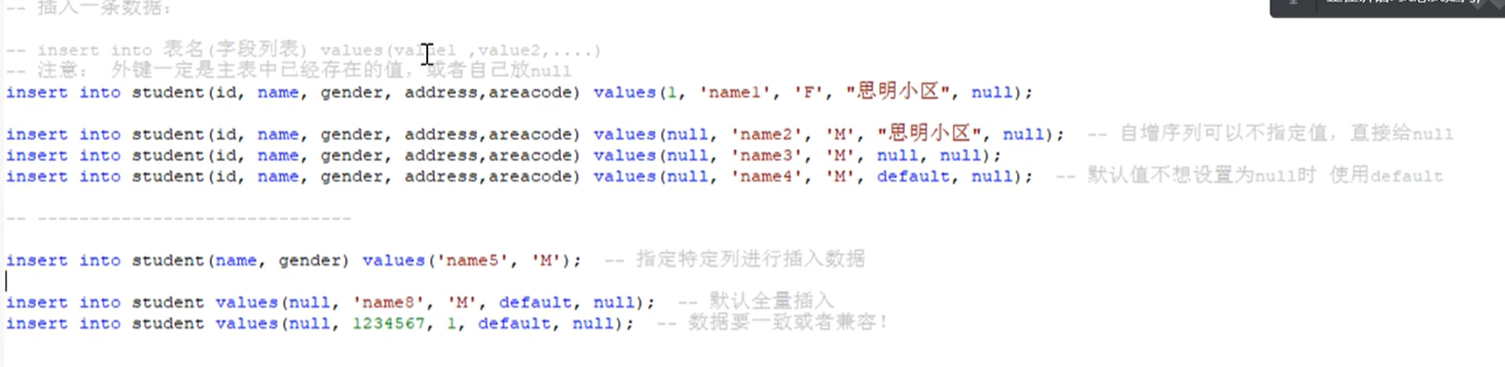 -- 插入一条数据：
-- insert into 表名(字段列表) values(value1 ,value2,....)
-- 注意： 外键一定是主表中已经存在的值，或者自己放null
insert into student(id, name, gender, address,areacode) values(1, 'name1', 'F', "思明小区", null);
insert into student(id, name, gender, address,areacode) values(null, 'name2', 'M', "思明小区", null); -- 自增序列可以不指定值，直接给null
insert into student(id, name, gender, address,areacode) values(null, 'name3', 'M', null, null);
insert into student(id, name, gender, address,areacode) values(null, 'name4', 'M', default, null); -- 默认值不想设置为null时 使用default
-- ------------------------------
insert into student(name, gender) values('name5', 'M'); -- 指定特定列进行插入数据
insert into student values(null, 'name8', 'M', default, null); -- 默认全量插入
insert into student values(null, 1234567, 1, default, null); -- 数据要一致或者兼容！